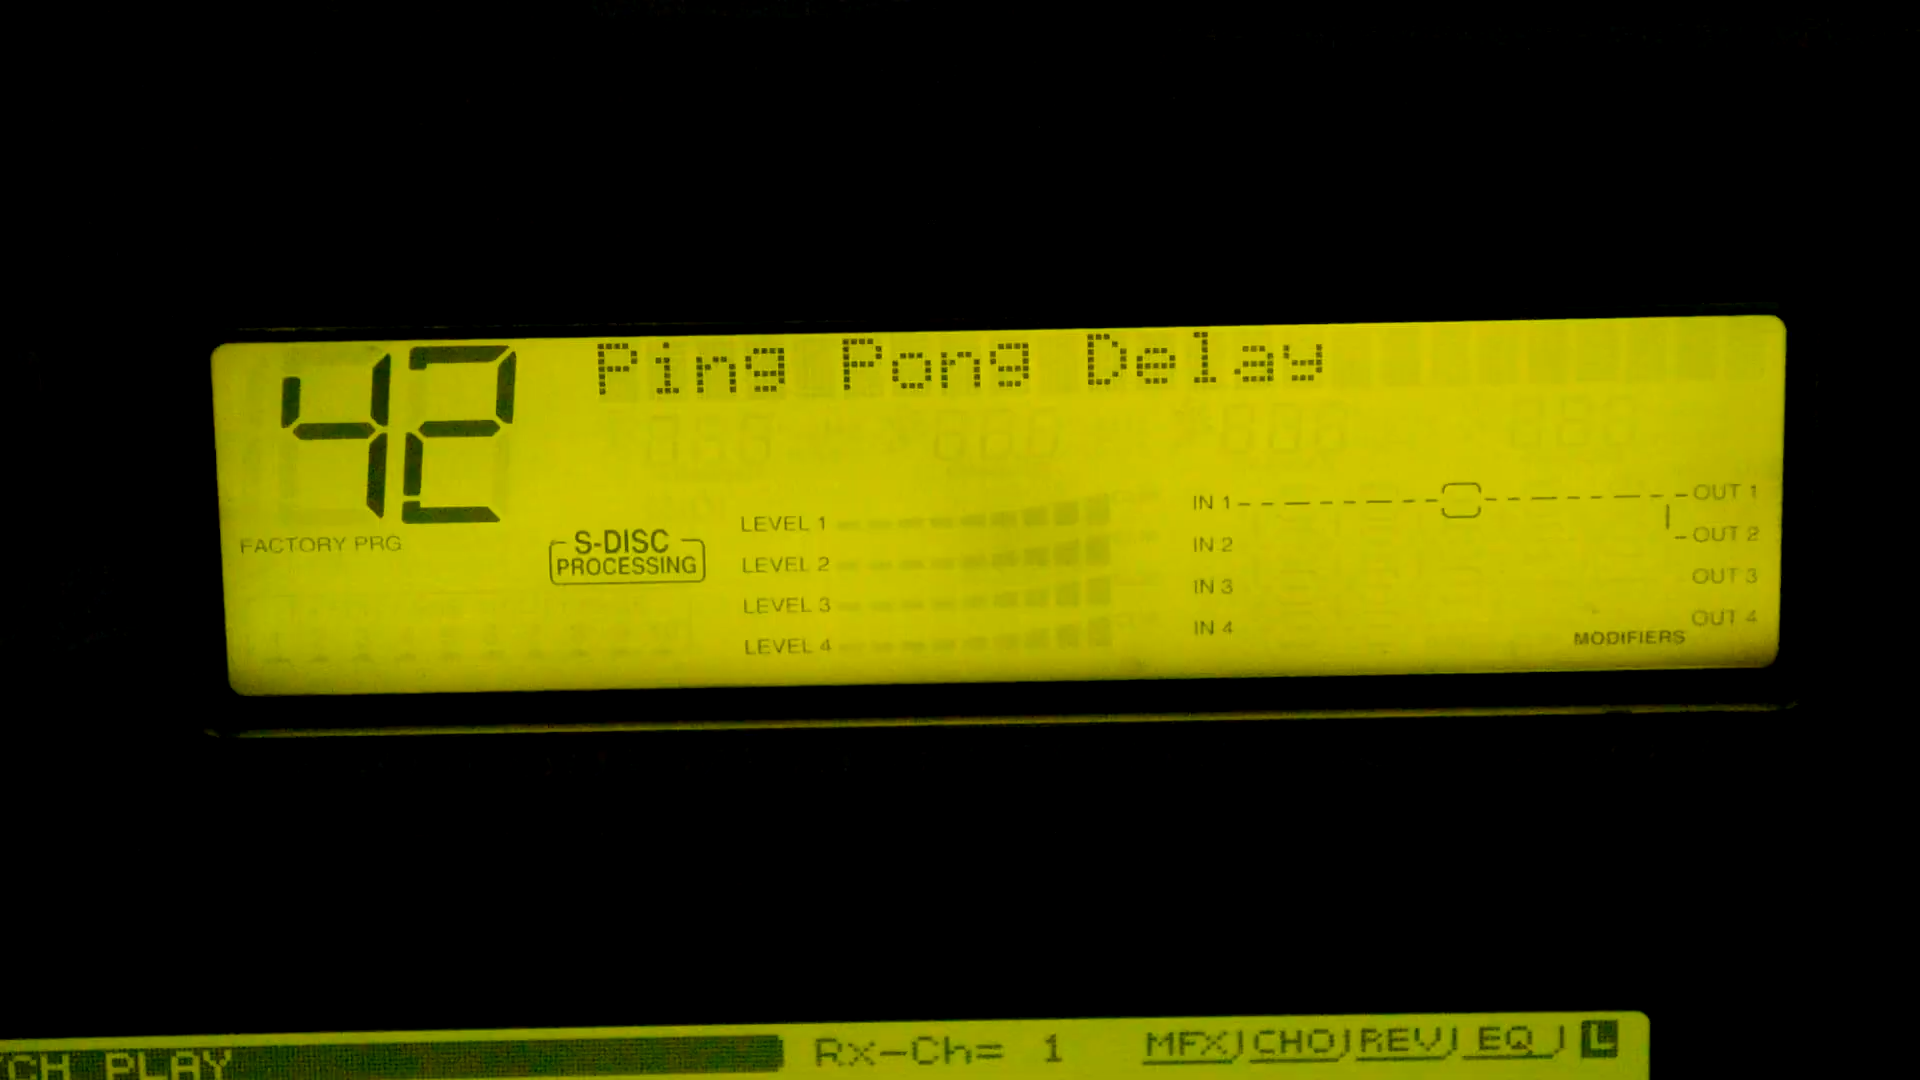 42 Ping Pong Delay
FACTORY PRG
S-DISC
PROCESSING
LEVEL 1
LEVEL 2
LEVEL 3
LEVEL 4
IN 1
IN 2
IN 3
IN 4
OUT 1
OUT 2
OUT 3
OUT 4
MODIFIERS
CH PLAY Rx-Ch= 1 MFX CHO REV EQ L